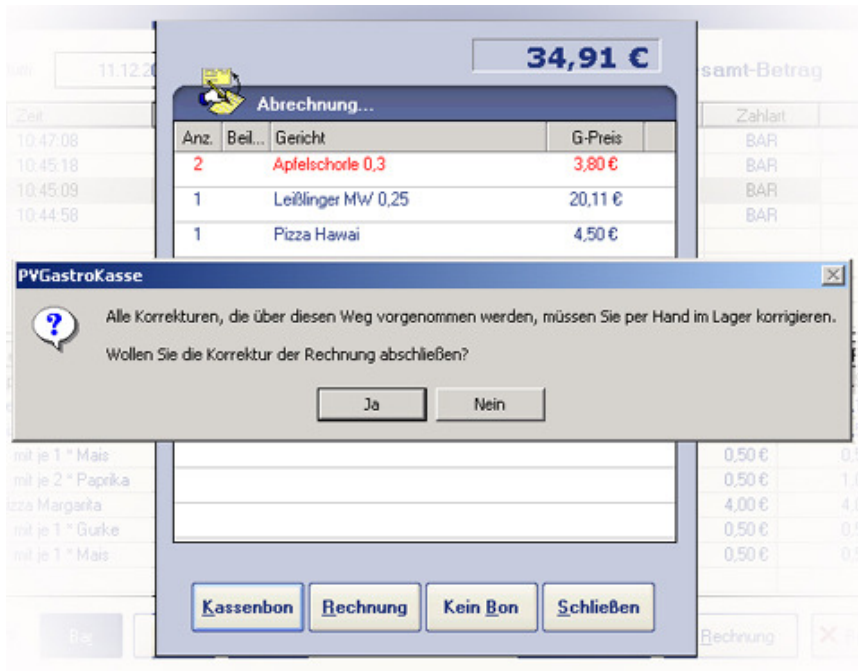 34,91 €
11.12.2
samt-Betrag
Abrechnung...
Zeit
Zahlart
Anz. Beil... Gericht G-Preis
10:47:08
BAR
2 Apfelschorle 0,3 3,80 €
10:45:18
BAR
10:45:09
BAR
1 Leißlinger MW 0,25 20,11 €
10:44:58
BAR
1 Pizza Hawai 4,50 €
PVGastroKasse
Alle Korrekturen, die über diesen Weg vorgenommen werden, müssen Sie per Hand im Lager korrigieren.
Wollen Sie die Korrektur der Rechnung abschließen?
Ja Nein
mit je 1 * Mais 0,50 €
mit je 2 * Paprika 0,50 €
izza Margarita 4,00 €
mit je 1 * Gurke 0,50 €
mit je 1 * Mais 0,50 €
Kassenbon Rechnung Kein Bon Schließen
Bar
Rechnung